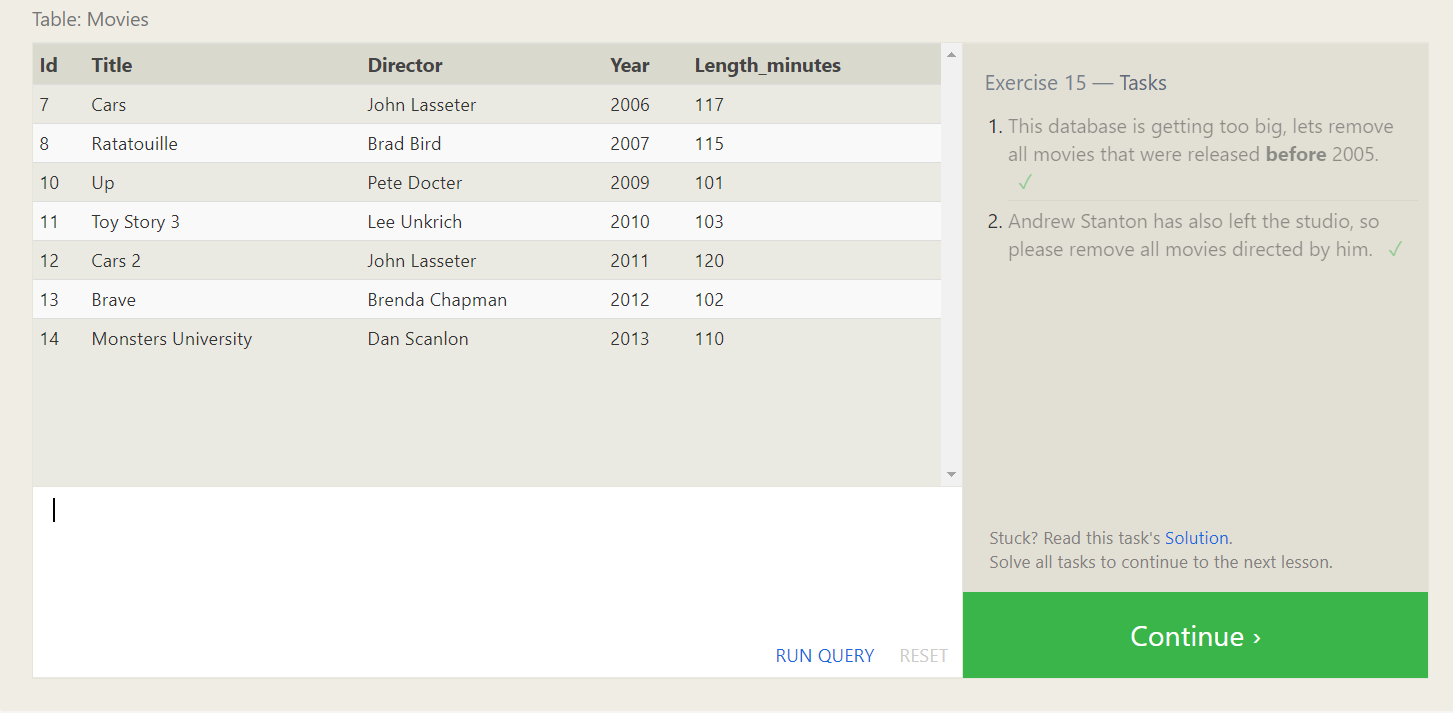 Table: Movies
Id Title Director Year Length_minutes
7 Cars John Lasseter 2006 117
8 Ratatouille Brad Bird 2007 115
10 Up Pete Docter 2009 101
11 Toy Story 3 Lee Unkrich 2010 103
12 Cars 2 John Lasseter 2011 120
13 Brave Brenda Chapman 2012 102
14 Monsters University Dan Scanlon 2013 110
RUN QUERY RESET
Exercise 15 — Tasks
1. This database is getting too big, lets remove
all movies that were released before 2005.
✓
2. Andrew Stanton has also left the studio, so
please remove all movies directed by him. ✓
Stuck? Read this task's Solution.
Solve all tasks to continue to the next lesson.
Continue ›